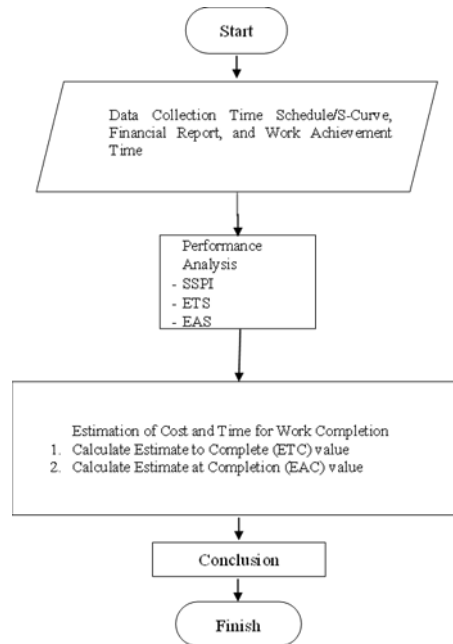 Start
Data Collection Time Schedule/S-Curve,
Financial Report, and Work Achievement
Time
Performance
Analysis
- SSPI
- ETS
- EAS
Estimation of Cost and Time for Work Completion
1. Calculate Estimate to Complete (ETC) value
2. Calculate Estimate at Completion (EAC) value
Conclusion
Finish